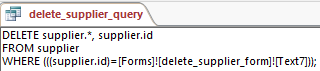 delete_supplier_query
DELETE supplier.*, supplier.id
FROM supplier
WHERE (((supplier.id)=[Forms]![delete_supplier_form]![Text7]));